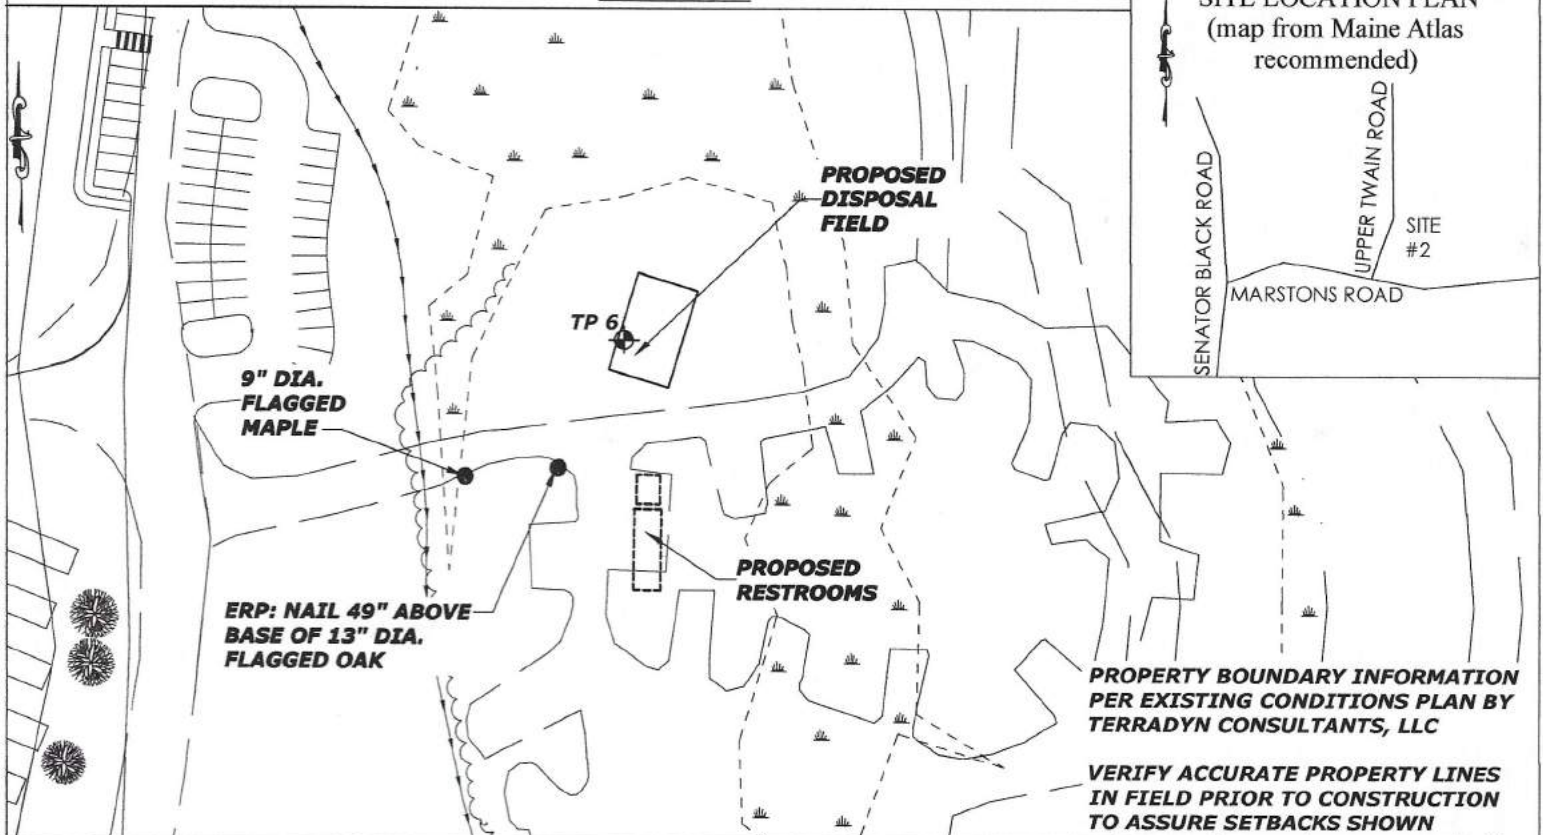 SITE LOCATION PLAN
(map from Maine Atlas
recommended)
SENATOR BLACK ROAD
UPPER TWAIN ROAD
SITE
#2
MARSTONS ROAD
PROPOSED
DISPOSAL
FIELD
TP 6
9" DIA.
FLAGGED
MAPLE
PROPOSED
RESTROOMS
ERP: NAIL 49" ABOVE
BASE OF 13" DIA.
FLAGGED OAK
PROPERTY BOUNDARY INFORMATION
PER EXISTING CONDITIONS PLAN BY
TERRADYN CONSULTANTS, LLC
VERIFY ACCURATE PROPERTY LINES
IN FIELD PRIOR TO CONSTRUCTION
TO ASSURE SETBACKS SHOWN